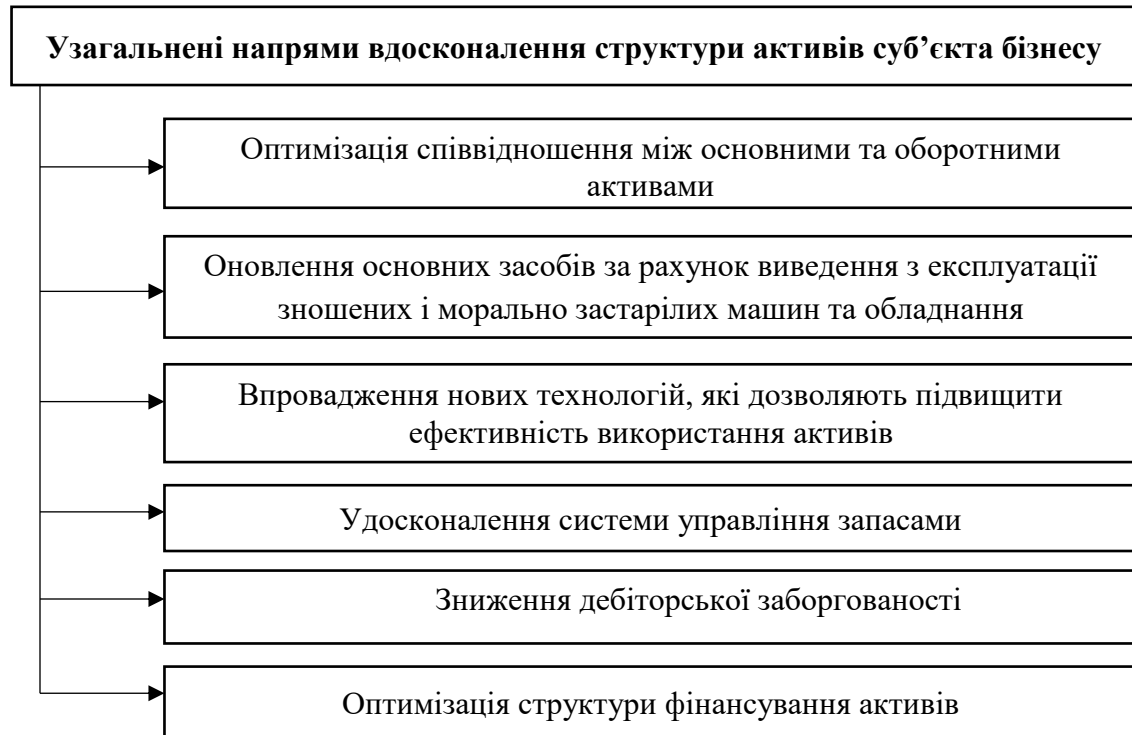 Узагальнені напрями вдосконалення структури активів суб’єкта бізнесу
Оптимізація співвідношення між основними та оборотними
активами
Оновлення основних засобів за рахунок виведення з експлуатації
зношених і морально застарілих машин та обладнання
Впровадження нових технологій, які дозволяють підвищити
ефективність використання активів
Удосконалення системи управління запасами
Зниження дебіторської заборгованості
Оптимізація структури фінансування активів